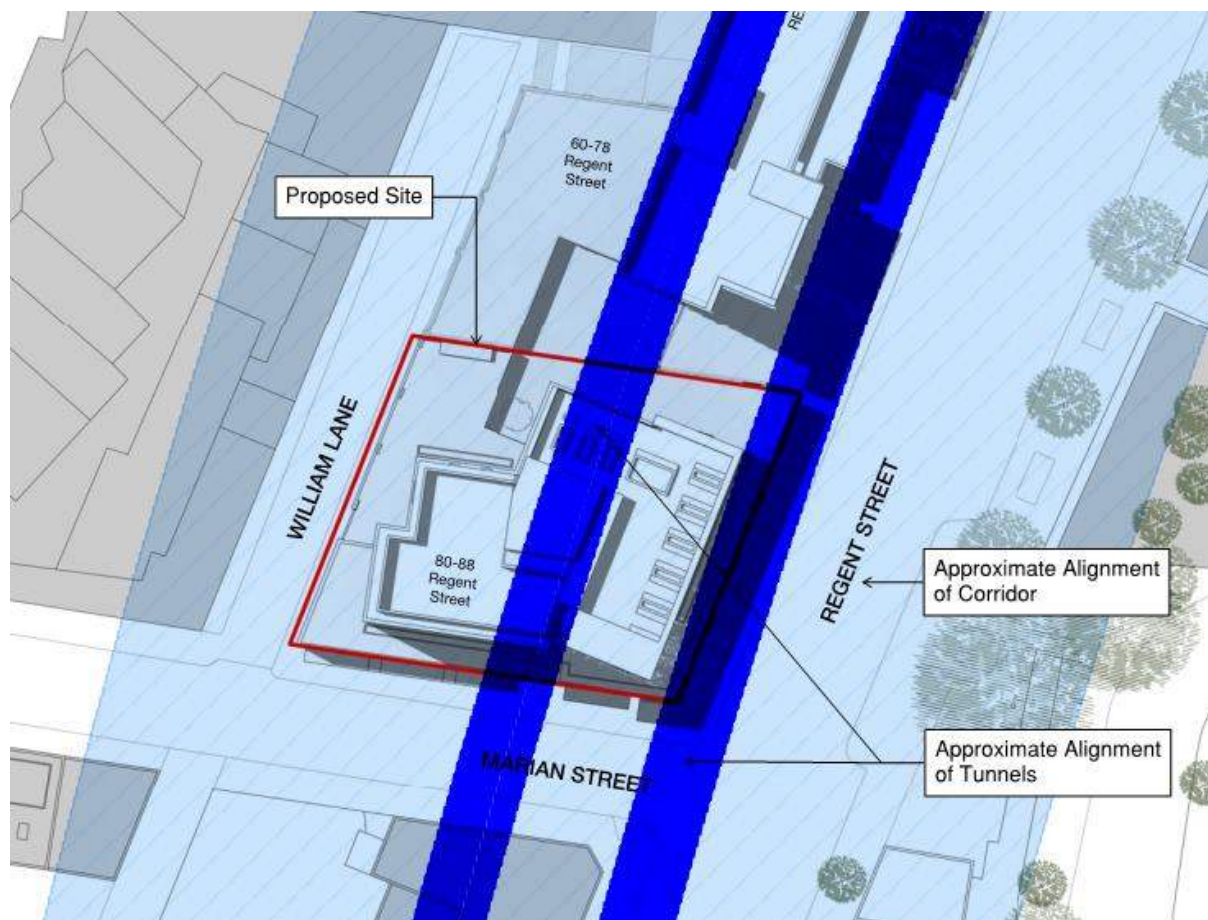 RE
60-78
Regent
Street
Proposed Site
WILLIAM LANE
80-88
Regent
Street
REGENT STREET
Approximate Alignment
of Corridor
Approximate Alignment
of Tunnels
MARIAN STREET